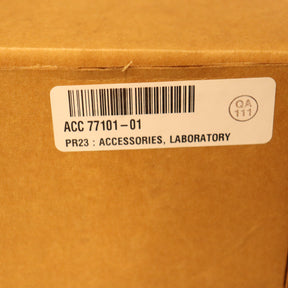 QA
111
ACC 77101-01
PR23 : ACCESSORIES, LABORATORY